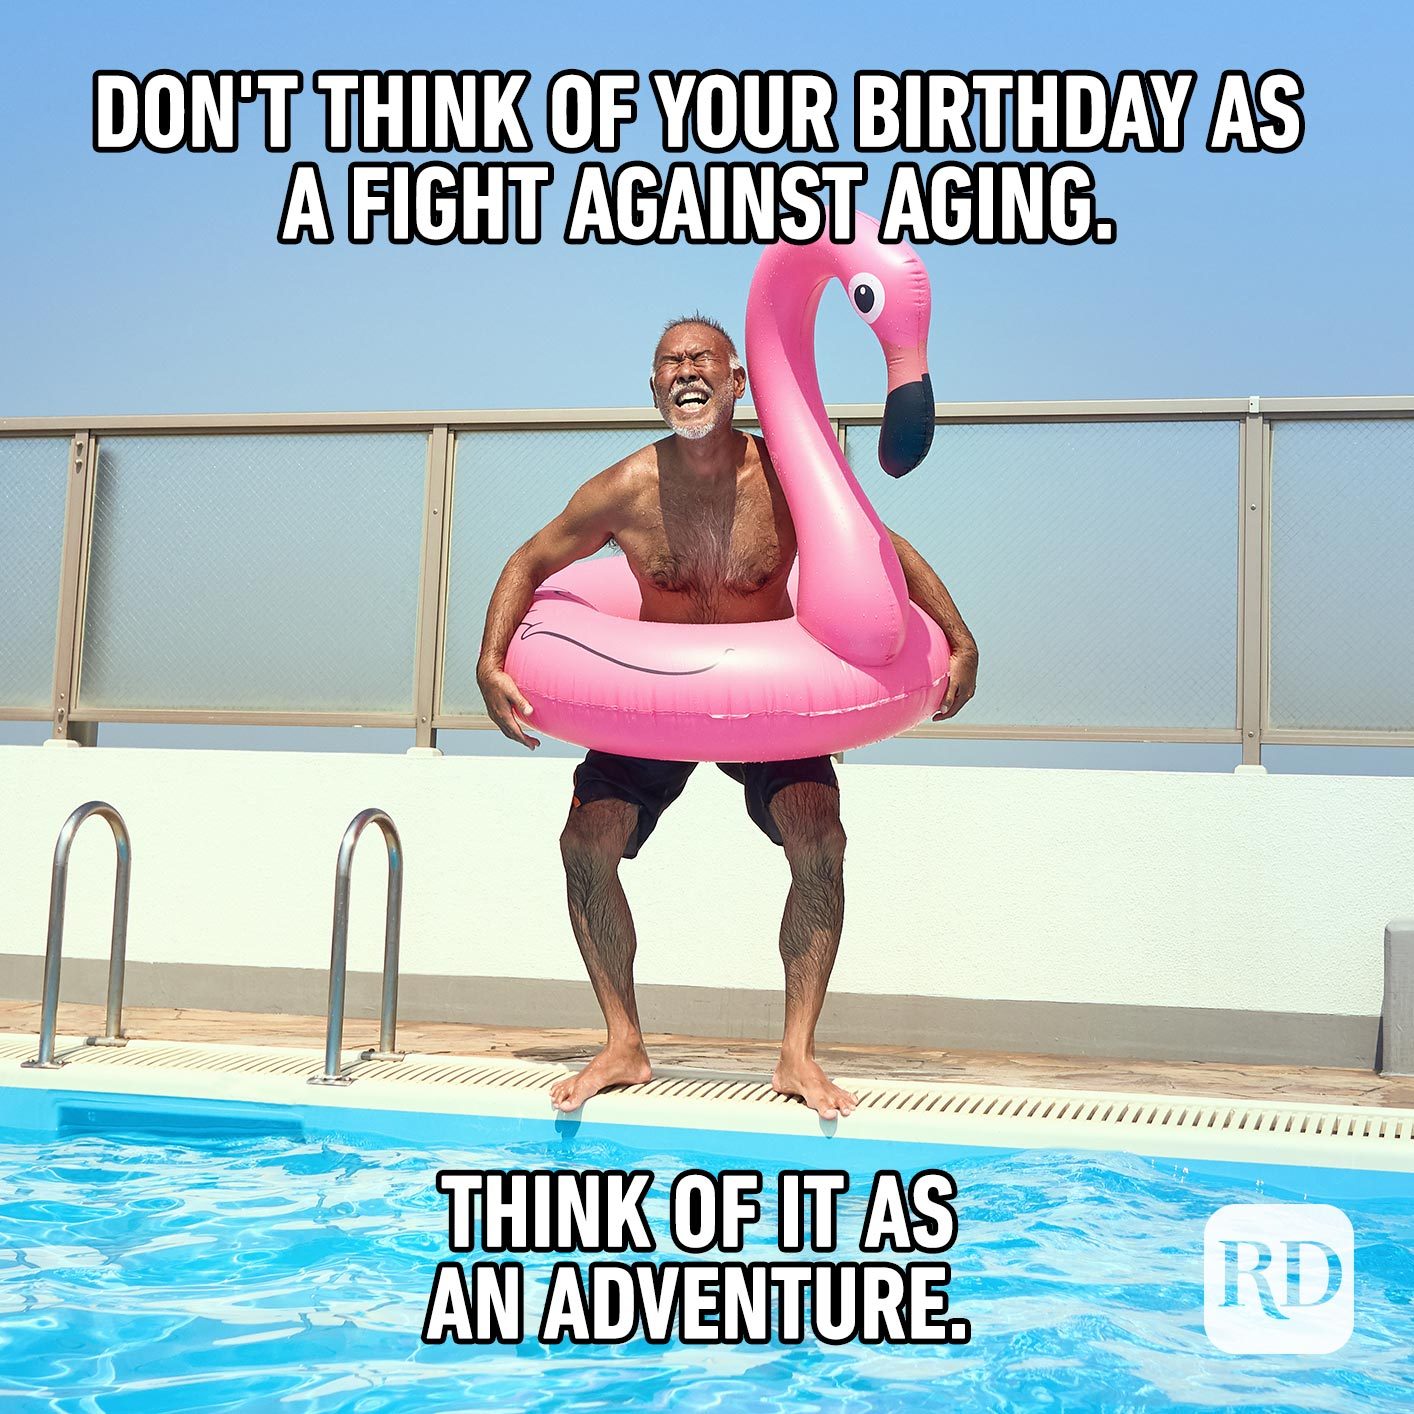 DON'T THINK OF YOUR BIRTHDAY AS
A FIGHT AGAINST AGING.
THINK OF IT AS
AN ADVENTURE.
RD